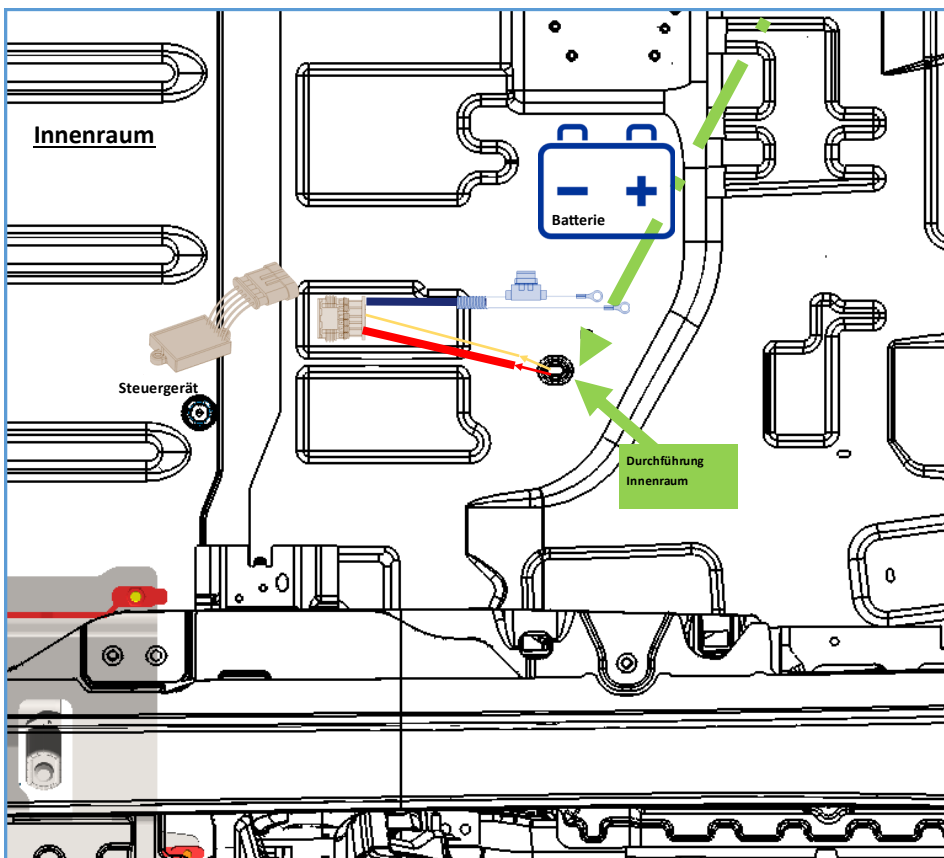 Innenraum
Batterie
Steuergerät
Durchführung
Innenraum